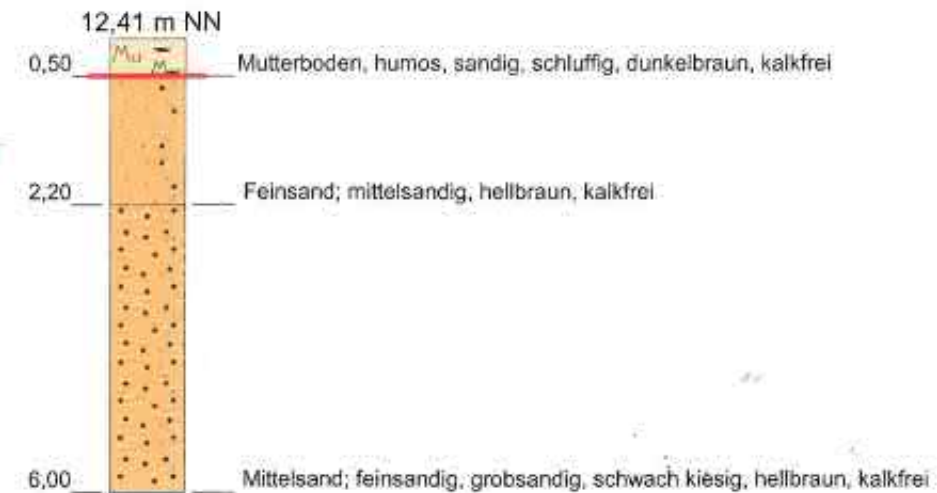 12,41 m NN
Mu
M
0,50 Mutterboden, humos, sandig, schluffig, dunkelbraun, kalkfrei
2,20 Feinsand; mittelsandig, hellbraun, kalkfrei
6,00 Mittelsand; feinsandig, grobsandig, schwach kiesig, hellbraun, kalkfrei